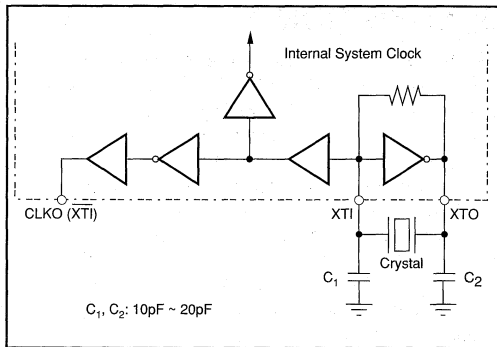 Internal System Clock
CLKO (XTI)
XTI
XTO
Crystal
C1
C2
C1, C2: 10pF ~ 20pF